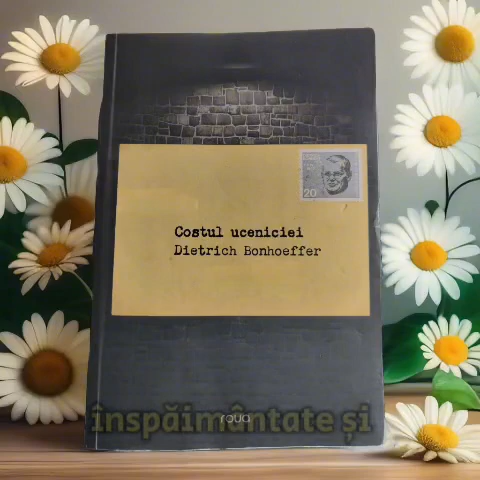 20
Costul uceniciei
Dietrich Bonhoeffer
roua
înspăimântate și